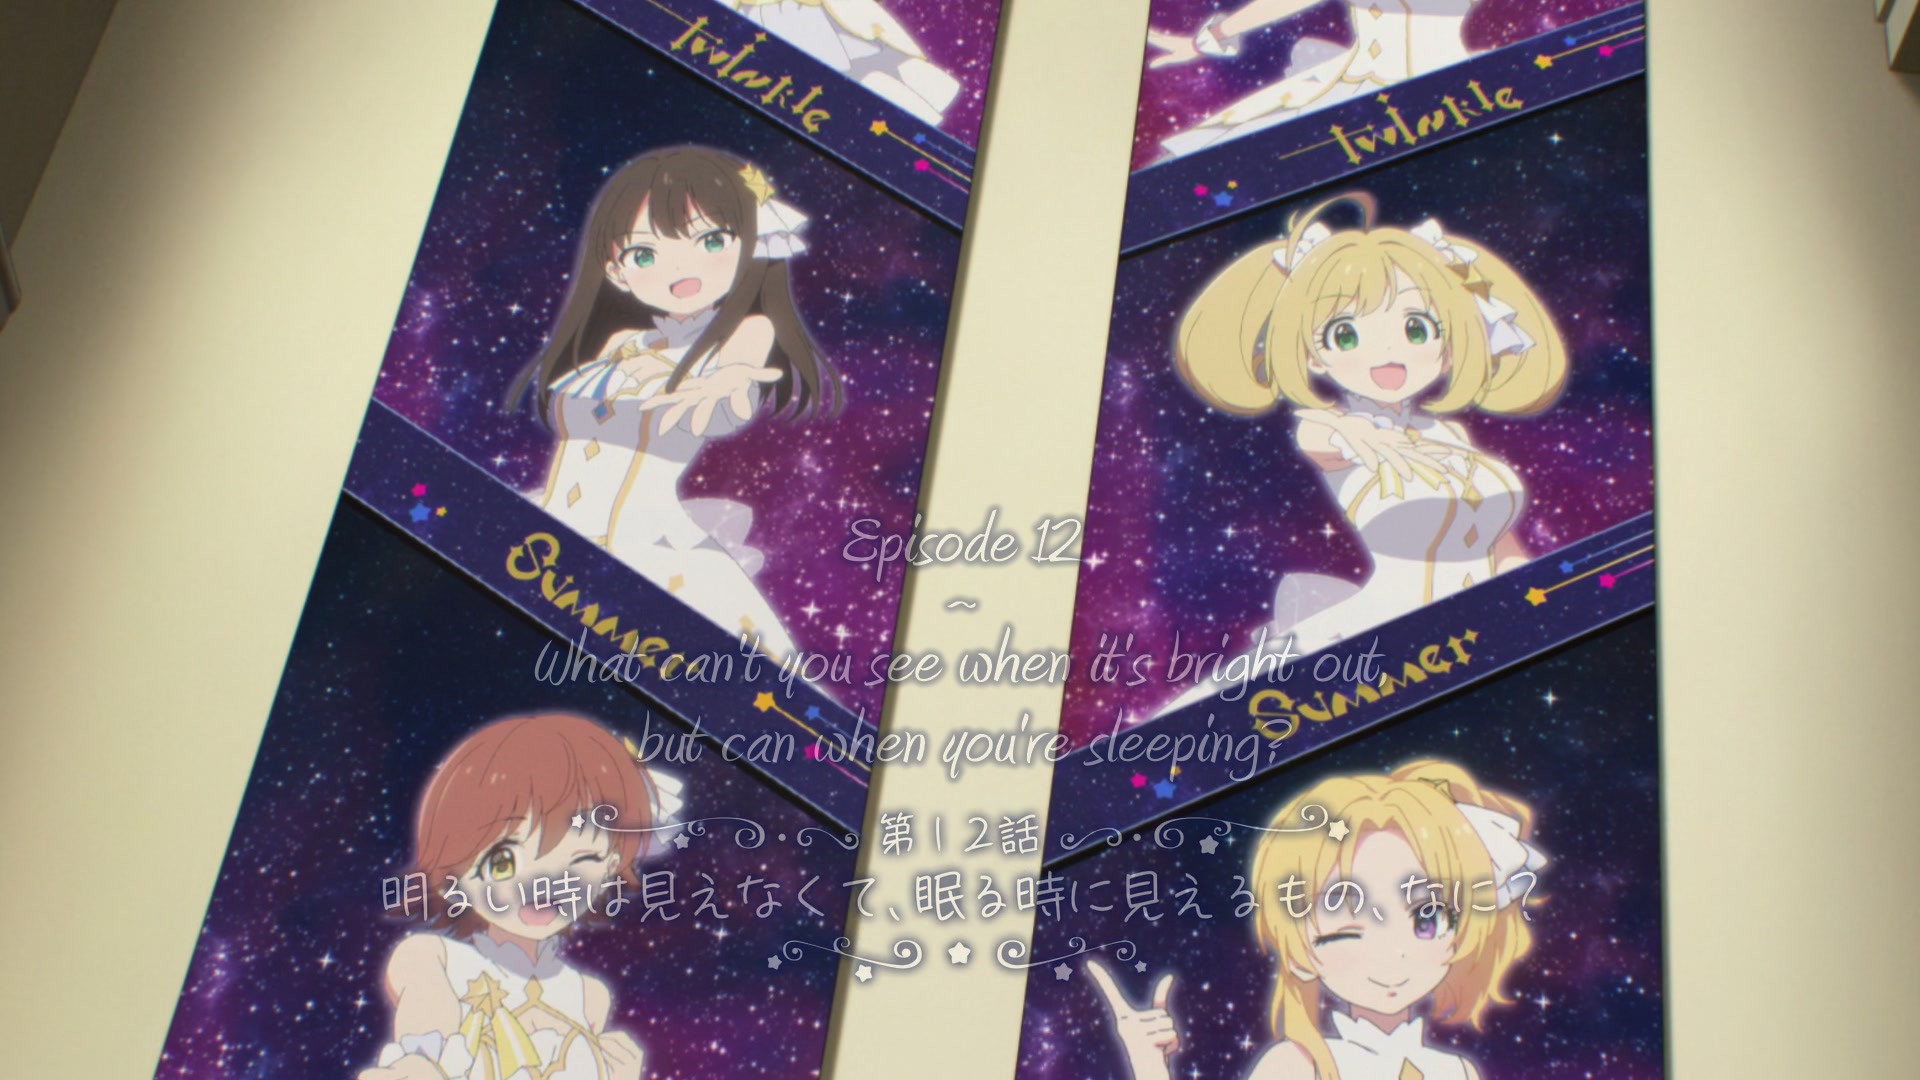 twinkle
twinkle
Summer
Summer
Episode 12
~
What can't you see when it's bright out,
but can when you're sleeping?
第12話
明るい時は見えなくて、眠る時に見えるもの、なに?